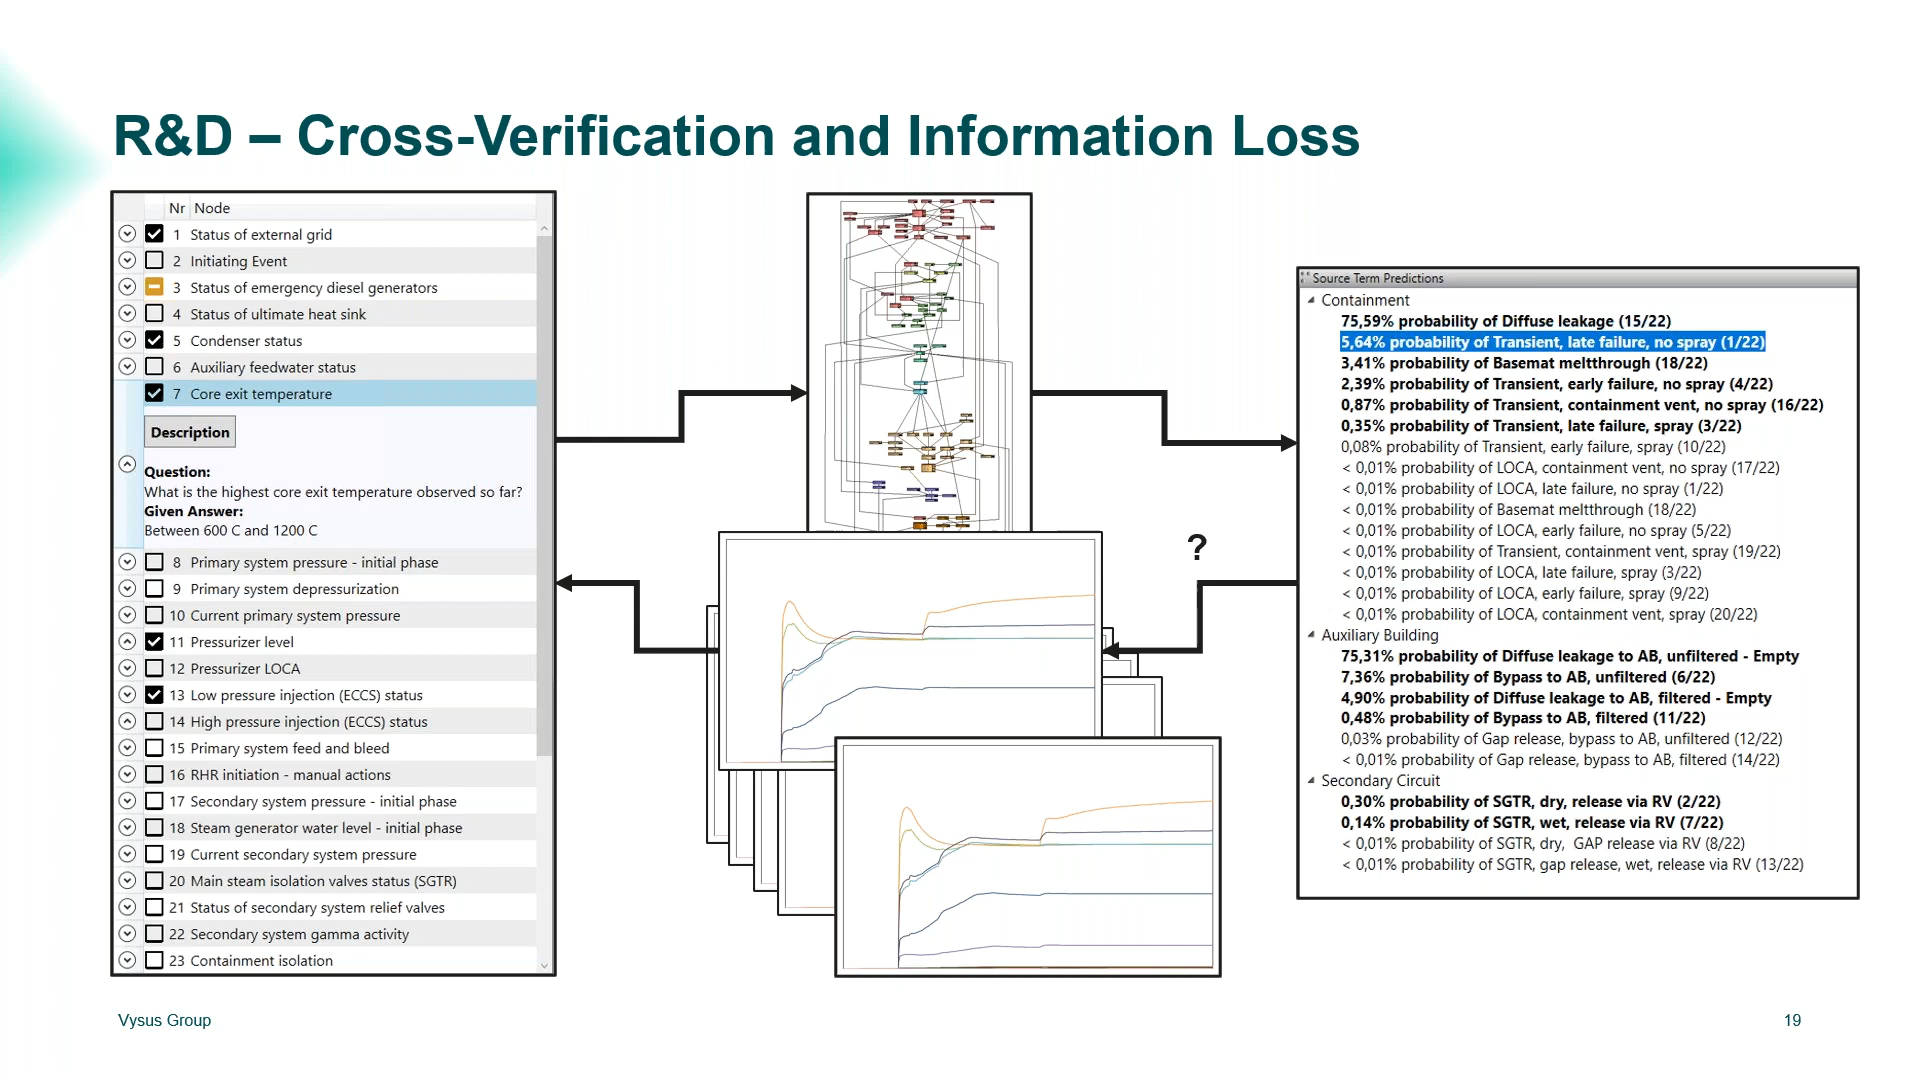 R&D – Cross-Verification and Information Loss
Nr Node
1 Status of external grid
2 Initiating Event
3 Status of emergency diesel generators
4 Status of ultimate heat sink
5 Condenser status
6 Auxiliary feedwater status
7 Core exit temperature
Description
Question:
What is the highest core exit temperature observed so far?
Given Answer:
Between 600 C and 1200 C
8 Primary system pressure - initial phase
9 Primary system depressurization
10 Current primary system pressure
11 Pressurizer level
12 Pressurizer LOCA
13 Low pressure injection (ECCS) status
14 High pressure injection (ECCS) status
15 Primary system feed and bleed
16 RHR initiation - manual actions
17 Secondary system pressure - initial phase
18 Steam generator water level - initial phase
19 Current secondary system pressure
20 Main steam isolation valves status (SGTR)
21 Status of secondary system relief valves
22 Secondary system gamma activity
23 Containment isolation
?
Source Term Predictions
Containment
75,59% probability of Diffuse leakage (15/22)
5,64% probability of Transient, late failure, no spray (1/22)
3,41% probability of Basemat meltthrough (18/22)
2,39% probability of Transient, early failure, no spray (4/22)
0,87% probability of Transient, containment vent, no spray (16/22)
0,35% probability of Transient, late failure, spray (3/22)
0,08% probability of Transient, early failure, spray (10/22)
< 0,01% probability of LOCA, containment vent, no spray (17/22)
< 0,01% probability of LOCA, late failure, no spray (1/22)
< 0,01% probability of Basemat meltthrough (18/22)
< 0,01% probability of LOCA, early failure, no spray (5/22)
< 0,01% probability of Transient, containment vent, spray (19/22)
< 0,01% probability of LOCA, late failure, spray (3/22)
< 0,01% probability of LOCA, early failure, spray (9/22)
< 0,01% probability of LOCA, containment vent, spray (20/22)
Auxiliary Building
75,31% probability of Diffuse leakage to AB, unfiltered - Empty
7,36% probability of Bypass to AB, unfiltered (6/22)
4,90% probability of Diffuse leakage to AB, filtered - Empty
0,48% probability of Bypass to AB, filtered (11/22)
0,03% probability of Gap release, bypass to AB, unfiltered (12/22)
< 0,01% probability of Gap release, bypass to AB, filtered (14/22)
Secondary Circuit
0,30% probability of SGTR, dry, release via RV (2/22)
0,14% probability of SGTR, wet, release via RV (7/22)
< 0,01% probability of SGTR, dry,  GAP release via RV (8/22)
< 0,01% probability of SGTR, gap release, wet, release via RV (13/22)
Vysus Group
19